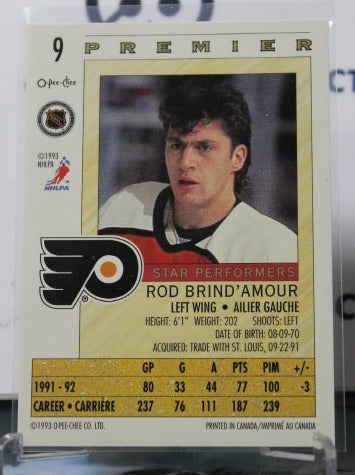 9 PREMIER
O-pee-chee
©1993
NHLPA
NHLPA
STAR PERFORMERS
ROD BRIND'AMOUR
LEFT WING • AILIER GAUCHE
HEIGHT: 6'1" WEIGHT: 202 SHOOTS: LEFT
DATE OF BIRTH: 08-09-70
ACQUIRED: TRADE WITH ST. LOUIS, 09-22-91
GP G A PTS PIM +/-
1991 - 92 80 33 44 77 100 -3
CAREER • CARRIÈRE 237 76 111 187 239
©1993 O-PEE-CHEE CO. LTD. PRINTED IN CANADA/IMPRIMÉ AU CANADA